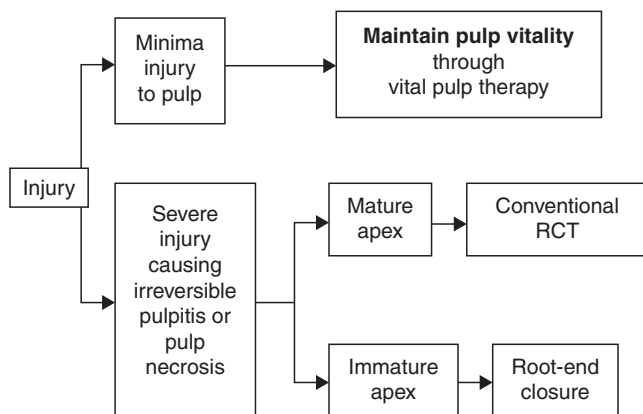 Minima
injury
to pulp
Maintain pulp vitality
through
vital pulp therapy
Injury
Severe
injury
causing
irreversible
pulpitis or
pulp
necrosis
Mature
apex
Conventional
RCT
Immature
apex
Root-end
closure